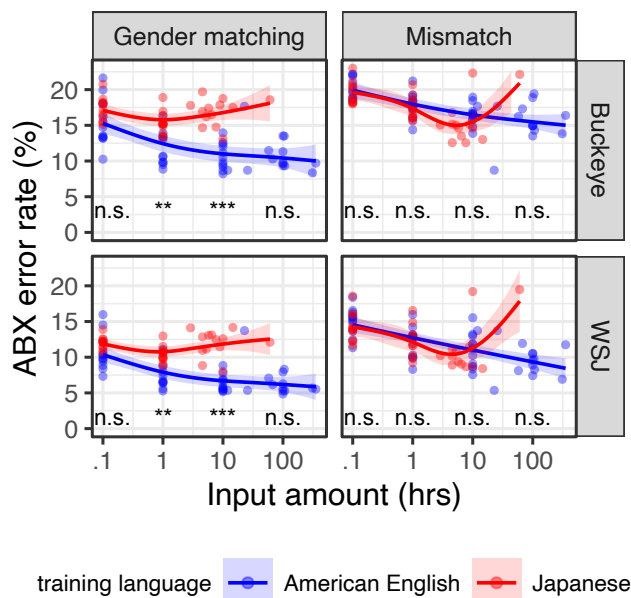 Gender matching Mismatch
ABX error rate (%)
20
15
10
5
0
n.s. ** *** n.s. n.s. n.s. n.s. n.s.
Buckeye
20
15
10
5
0
n.s. ** *** n.s. n.s. n.s. n.s. n.s.
WSJ
.1 1 10 100 .1 1 10 100
Input amount (hrs)
training language American English Japanese